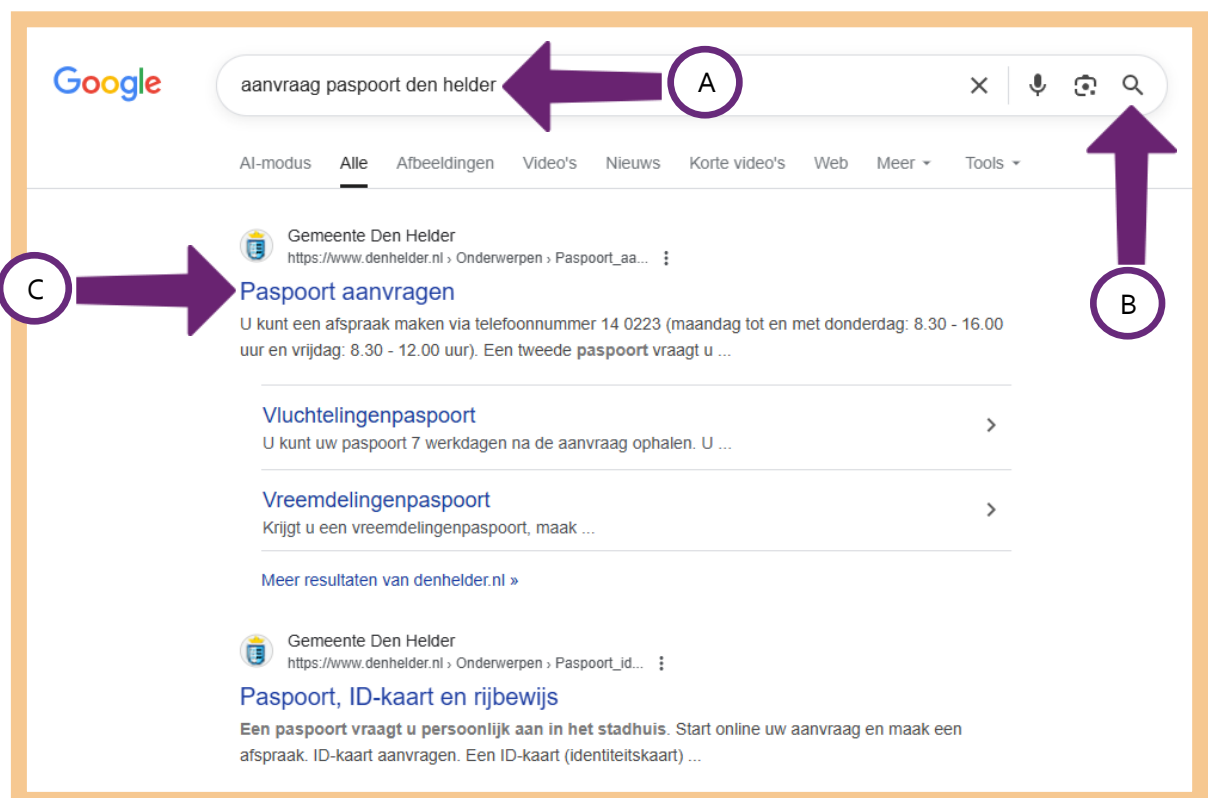 Google
aanvraag paspoort den helder
A
AI-modus Alle Afbeeldingen Video's Nieuws Korte video's Web Meer Tools
Gemeente Den Helder
https://www.denhelder.nl › Onderwerpen › Paspoort_aa...
C
Paspoort aanvragen
B
U kunt een afspraak maken via telefoonnummer 14 0223 (maandag tot en met donderdag: 8.30 - 16.00
uur en vrijdag: 8.30 - 12.00 uur). Een tweede paspoort vraagt u ...
Vluchtelingenpaspoort
U kunt uw paspoort 7 werkdagen na de aanvraag ophalen. U ...
Vreemdelingenpaspoort
Krijgt u een vreemdelingenpaspoort, maak ...
Meer resultaten van denhelder.nl »
Gemeente Den Helder
https://www.denhelder.nl › Onderwerpen › Paspoort_id...
Paspoort, ID-kaart en rijbewijs
Een paspoort vraagt u persoonlijk aan in het stadhuis. Start online uw aanvraag en maak een
afspraak. ID-kaart aanvragen. Een ID-kaart (identiteitskaart) ...